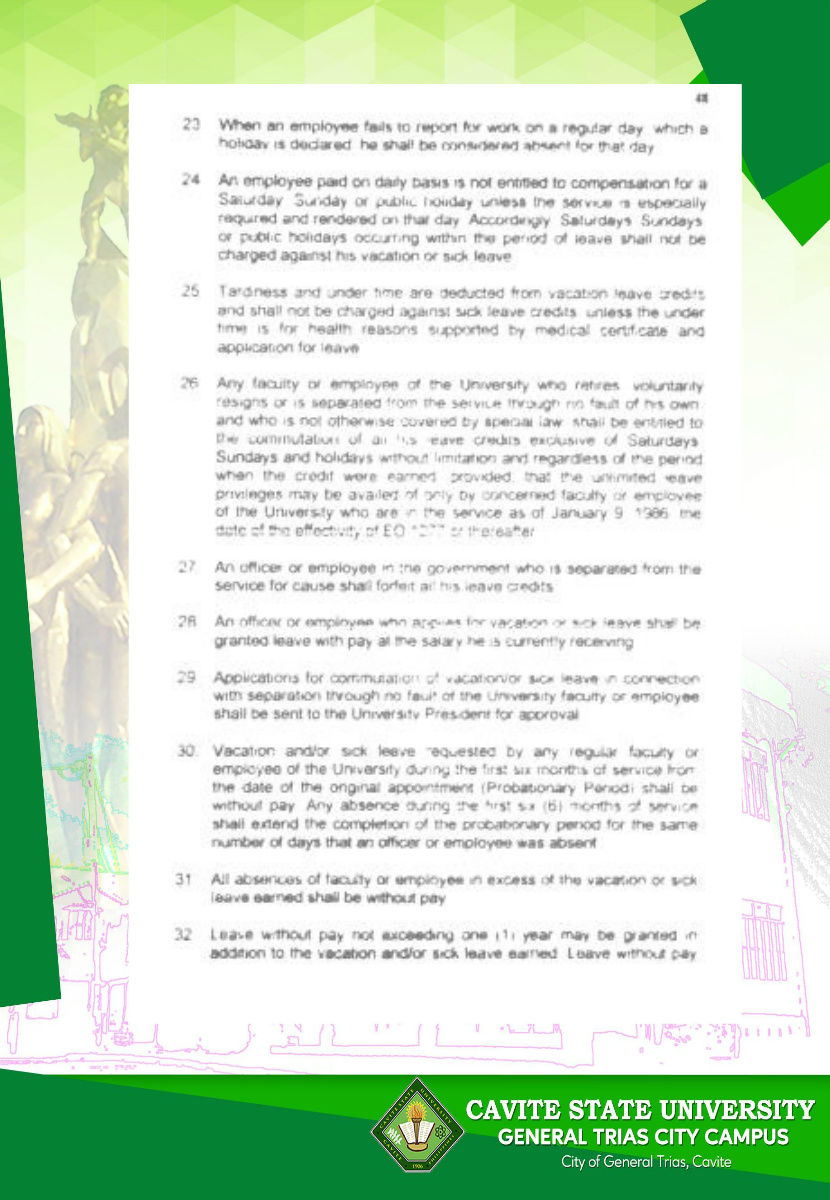 23 When an employee fails to report for work on a regular day which a
holiday is declared he shall be considered absent for that day
24 An employee paid on daily basis is not entitled to compensation for a
Saturday Sunday or public holiday unless the service is especially
required and rendered on that day Accordingly Saturdays Sundays
or public holidays occurring within the period of leave shall not be
charged against his vacation or sick leave
25 Tardiness and under time are deducted from vacation leave credits
and shall not be charged against sick leave credits unless the under
time is for health reasons supported by medical certificate and
application for leave
26 Any faculty or employee of the University who retires voluntarily
resigns or is separated from the service through no fault of his own
and who is not otherwise covered by special law shall be entitled to
the commutation of all his leave credits exclusive of Saturdays
Sundays and holidays without limitation and regardless of the period
when the credit were earned provided, that the unlimited leave
privileges may be availed of only by concerned faculty or employee
of the University who are in the service as of January 9 1986 the
date of the effectivity of EO or thereafter
27 An officer or employee in the government who is separated from the
service for cause shall forfeit all his leave credits
28 An officer or employee who applies for vacation or sick leave shall be
granted leave with pay at the salary he is currently receiving
29 Applications for commutation of vacation/or sick leave in connection
with separation through no fault of the University faculty or employee
shall be sent to the University President for approval
30. Vacation and/or sick leave requested by any regular faculty or
employee of the University during the first six months of service from
the date of the original appointment (Probationary Period) shall be
without pay Any absence during the first six (6) months of service
shall extend the completion of the probationary period for the same
number of days that an officer or employee was absent
31 All absences of faculty or employee in excess of the vacation or sick
leave earned shall be without pay
32 Leave without pay not exceeding one (1) year may be granted in
addition to the vacation and/or sick leave earned Leave without pay
CAVITE STATE UNIVERSITY
GENERAL TRIAS CITY CAMPUS
City of General Trias, Cavite